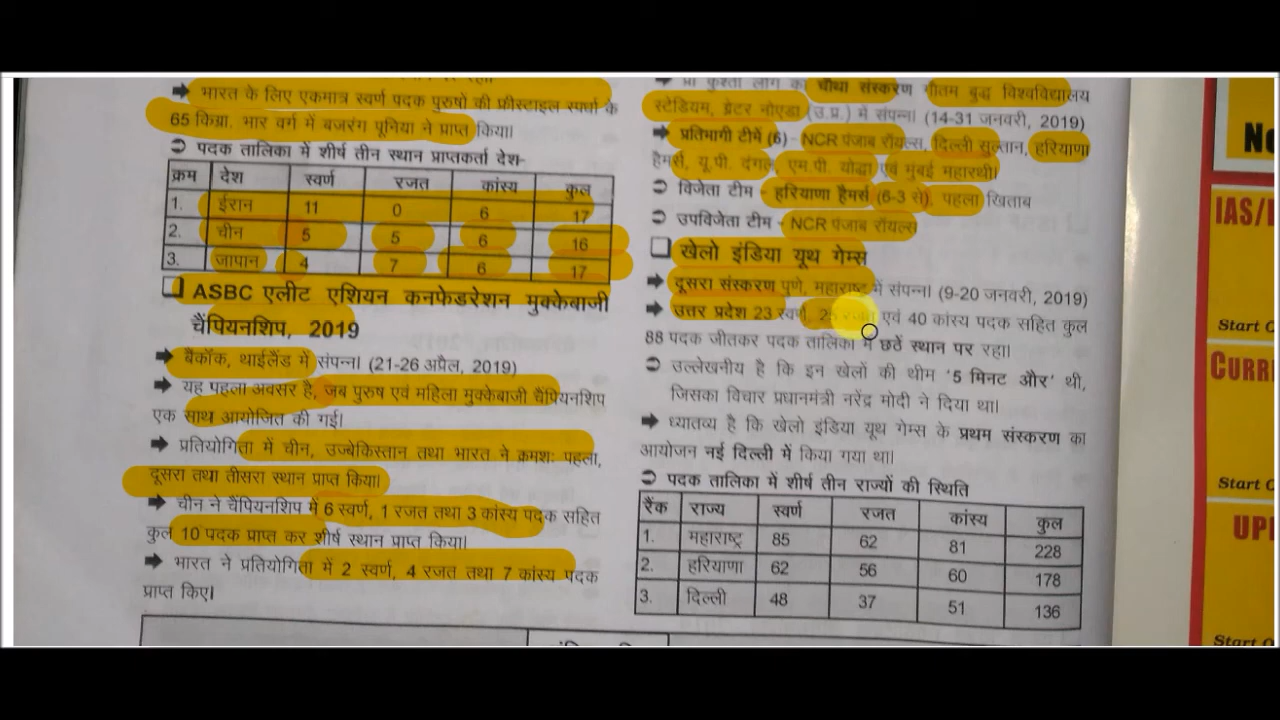 ➡ भारत के लिए एकमात्र स्वर्ण पदक पुरुषों की फ्रीस्टाइल स्पर्धा के
65 किग्रा. भार वर्ग में बजरंग पूनिया ने प्राप्त किया।
➲ पदक तालिका में शीर्ष तीन स्थान प्राप्तकर्ता देश-
क्रम देश स्वर्ण रजत कांस्य कुल
1. ईरान 11 0 6 17
2. चीन 5 5 6 16
3. जापान 4 7 6 17
❑ ASBC एलीट एशियन कनफेडरेशन मुक्केबाजी
चैंपियनशिप, 2019
➡ बैंकॉक, थाईलैंड में संपन्न। (21-26 अप्रैल, 2019)
➡ यह पहला अवसर है, जब पुरुष एवं महिला मुक्केबाजी चैंपियनशिप
एक साथ आयोजित की गई।
➡ प्रतियोगिता में चीन, उज्बेकिस्तान तथा भारत ने क्रमशः पहला,
दूसरा तथा तीसरा स्थान प्राप्त किया।
➡ चीन ने चैंपियनशिप में 6 स्वर्ण, 1 रजत तथा 3 कांस्य पदक सहित
कुल 10 पदक प्राप्त कर शीर्ष स्थान प्राप्त किया।
➡ भारत ने प्रतियोगिता में 2 स्वर्ण, 4 रजत तथा 7 कांस्य पदक
प्राप्त किए।
➡ प्रो कुश्ती लीग का चौथा संस्करण गौतम बुद्ध विश्वविद्यालय
स्टेडियम, ग्रेटर नोएडा (उ.प्र.) में संपन्न। (14-31 जनवरी, 2019)
➡ प्रतिभागी टीमें (6) - NCR पंजाब रॉयल्स, दिल्ली सुल्तान, हरियाणा
हैमर्स, यू.पी. दंगल, एम.पी. योद्धा एवं मुंबई महारथी।
➲ विजेता टीम - हरियाणा हैमर्स (6-3 से), पहला खिताब
➲ उपविजेता टीम - NCR पंजाब रॉयल्स
❑ खेलो इंडिया यूथ गेम्स
➡ दूसरा संस्करण पुणे, महाराष्ट्र में संपन्न। (9-20 जनवरी, 2019)
➡ उत्तर प्रदेश 23 स्वर्ण, 25 रजत एवं 40 कांस्य पदक सहित कुल
88 पदक जीतकर पदक तालिका में छठें स्थान पर रहा।
➲ उल्लेखनीय है कि इन खेलों की थीम '5 मिनट और' थी,
जिसका विचार प्रधानमंत्री नरेंद्र मोदी ने दिया था।
➡ ध्यातव्य है कि खेलो इंडिया यूथ गेम्स के प्रथम संस्करण का
आयोजन नई दिल्ली में किया गया था।
➲ पदक तालिका में शीर्ष तीन राज्यों की स्थिति
रैंक राज्य स्वर्ण रजत कांस्य कुल
1. महाराष्ट्र 85 62 81 228
2. हरियाणा 62 56 60 178
3. दिल्ली 48 37 51 136
IAS/
Start
CURR
Start
UP
Start